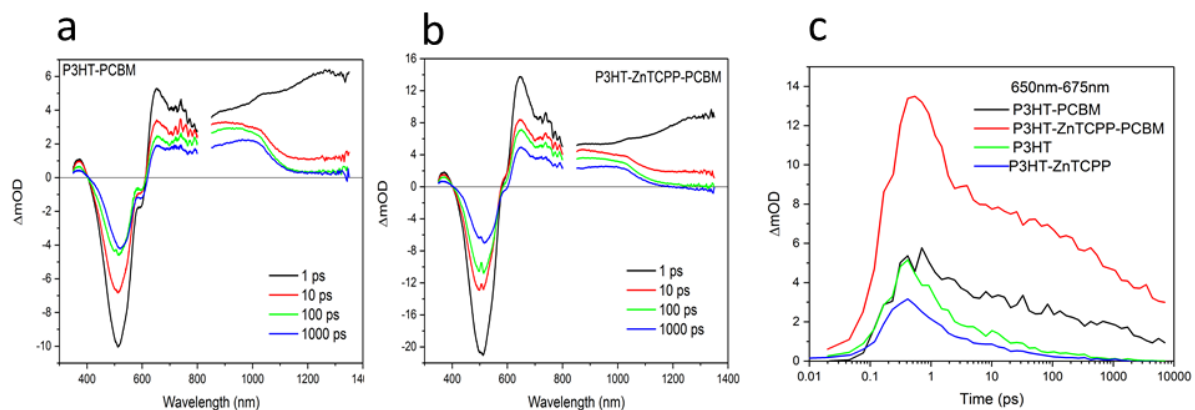 a
P3HT-PCBM
6
4
2
0
-2
-4
-6
-8
-10
ΔmOD
1 ps
10 ps
100 ps
1000 ps
400 600 800 1000 1200
Wavelength (nm)
b
P3HT-ZnTCPP-PCBM
16
12
8
4
0
-4
-8
-12
-16
-20
ΔmOD
1 ps
10 ps
100 ps
1000 ps
400 600 800 1000 1200 1400
Wavelength (nm)
c
650nm-675nm
P3HT-PCBM
P3HT-ZnTCPP-PCBM
P3HT
P3HT-ZnTCPP
14
12
10
8
6
4
2
0
ΔmOD
0.01 0.1 1 10 100 1000 10000
Time (ps)